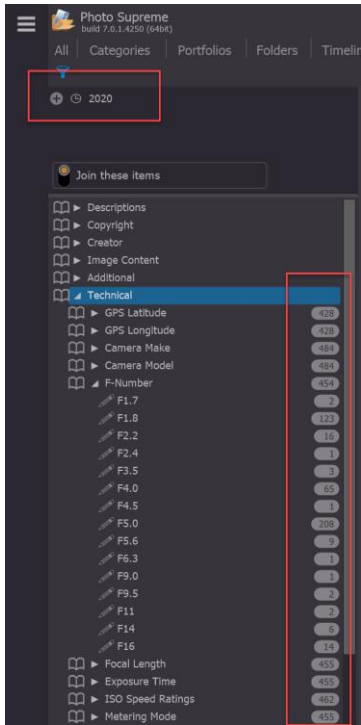 Photo Supreme
build 7.0.1.4250 (64bit)
All Categories Portfolios Folders Timelin
2020
Join these items
Descriptions
Copyright
Creator
Image Content
Additional
Technical
GPS Latitude 428
GPS Longitude 428
Camera Make 484
Camera Model 484
F-Number 454
F1.7 2
F1.8 123
F2.2 16
F2.4 1
F3.5 3
F4.0 65
F4.5 1
F5.0 208
F5.6 9
F6.3 1
F9.0 1
F9.5 2
F11 2
F14 6
F16 14
Focal Length 455
Exposure Time 455
ISO Speed Ratings 462
Metering Mode 455